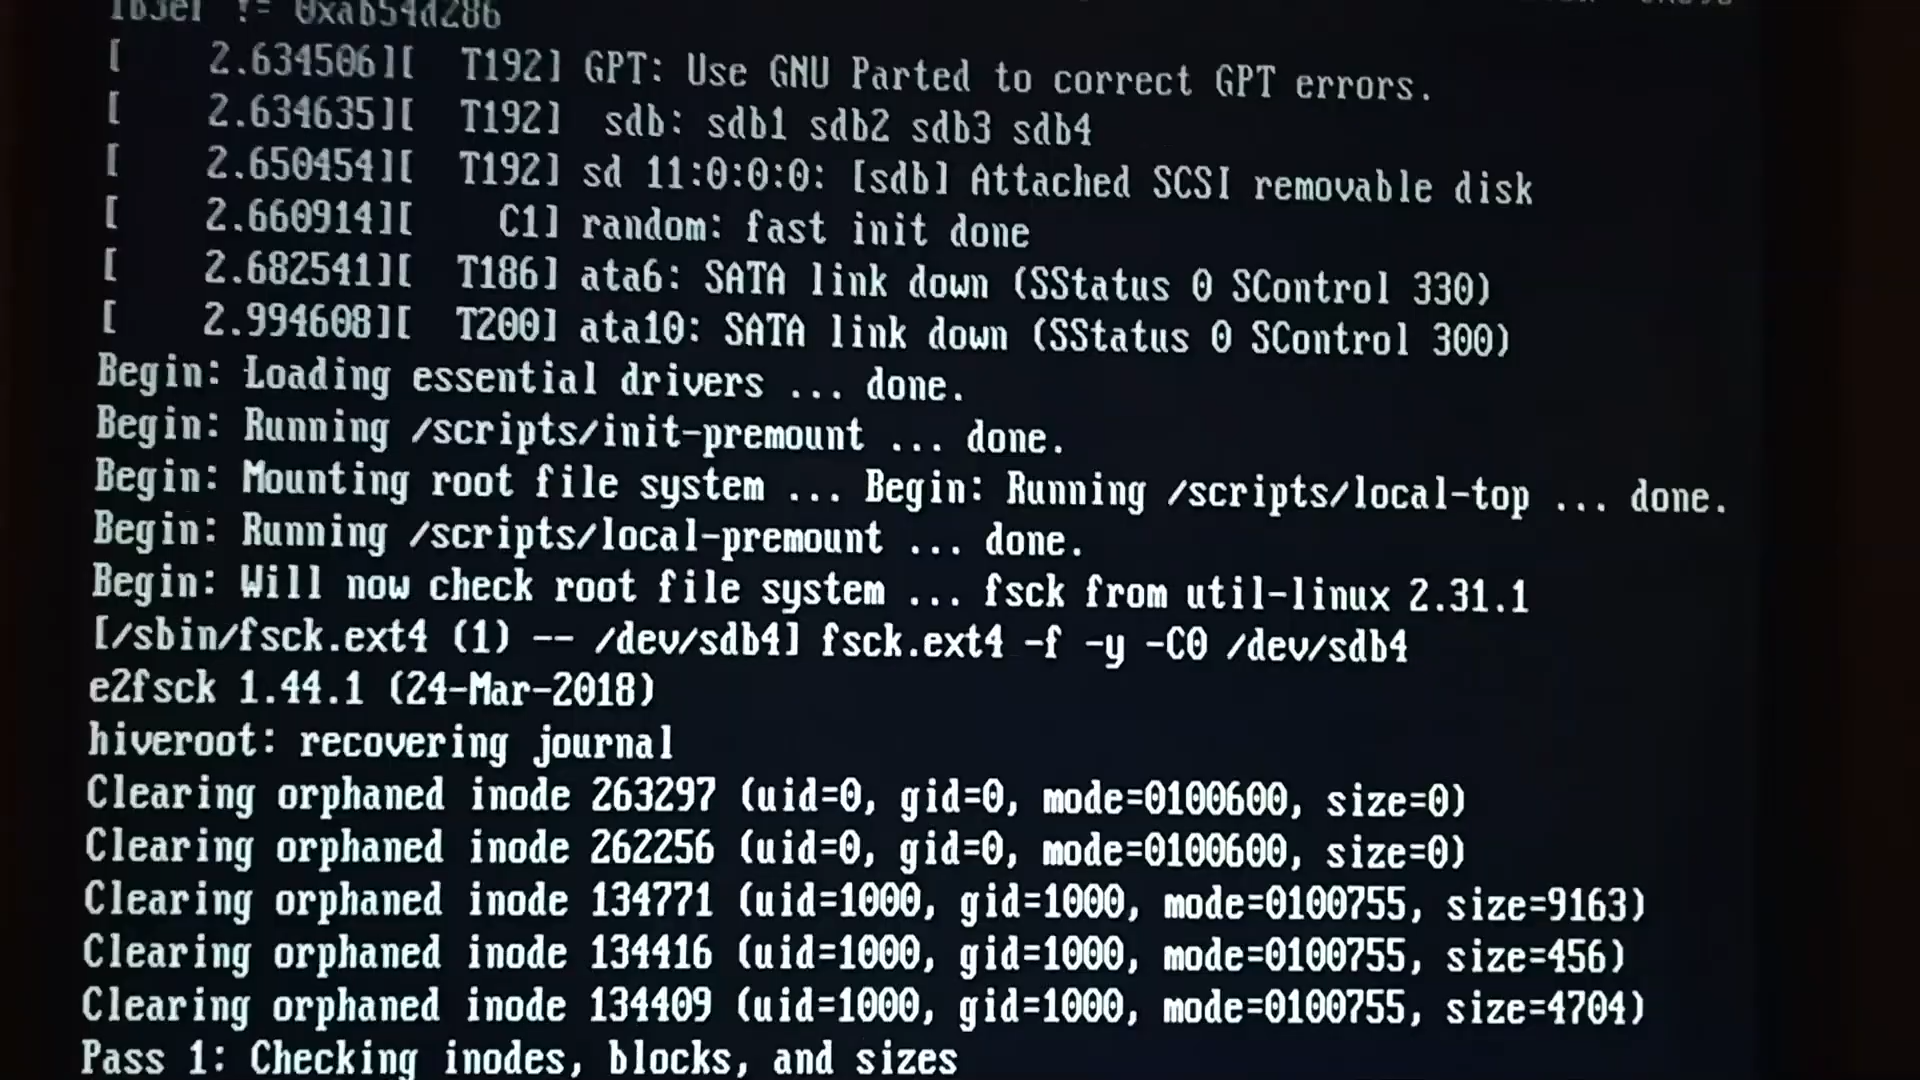 != 0xab54d286
[    2.634506][  T192] GPT: Use GNU Parted to correct GPT errors.
[    2.634635][  T192]  sdb: sdb1 sdb2 sdb3 sdb4
[    2.650454][  T192] sd 11:0:0:0: [sdb] Attached SCSI removable disk
[    2.660914][    C1] random: fast init done
[    2.682541][  T186] ata6: SATA link down (SStatus 0 SControl 330)
[    2.994608][  T200] ata10: SATA link down (SStatus 0 SControl 300)
Begin: Loading essential drivers ... done.
Begin: Running /scripts/init-premount ... done.
Begin: Mounting root file system ... Begin: Running /scripts/local-top ... done.
Begin: Running /scripts/local-premount ... done.
Begin: Will now check root file system ... fsck from util-linux 2.31.1
[/sbin/fsck.ext4 (1) -- /dev/sdb4] fsck.ext4 -f -y -C0 /dev/sdb4
e2fsck 1.44.1 (24-Mar-2018)
hiveroot: recovering journal
Clearing orphaned inode 263297 (uid=0, gid=0, mode=0100600, size=0)
Clearing orphaned inode 262256 (uid=0, gid=0, mode=0100600, size=0)
Clearing orphaned inode 134771 (uid=1000, gid=1000, mode=0100755, size=9163)
Clearing orphaned inode 134416 (uid=1000, gid=1000, mode=0100755, size=456)
Clearing orphaned inode 134409 (uid=1000, gid=1000, mode=0100755, size=4704)
Pass 1: Checking inodes, blocks, and sizes